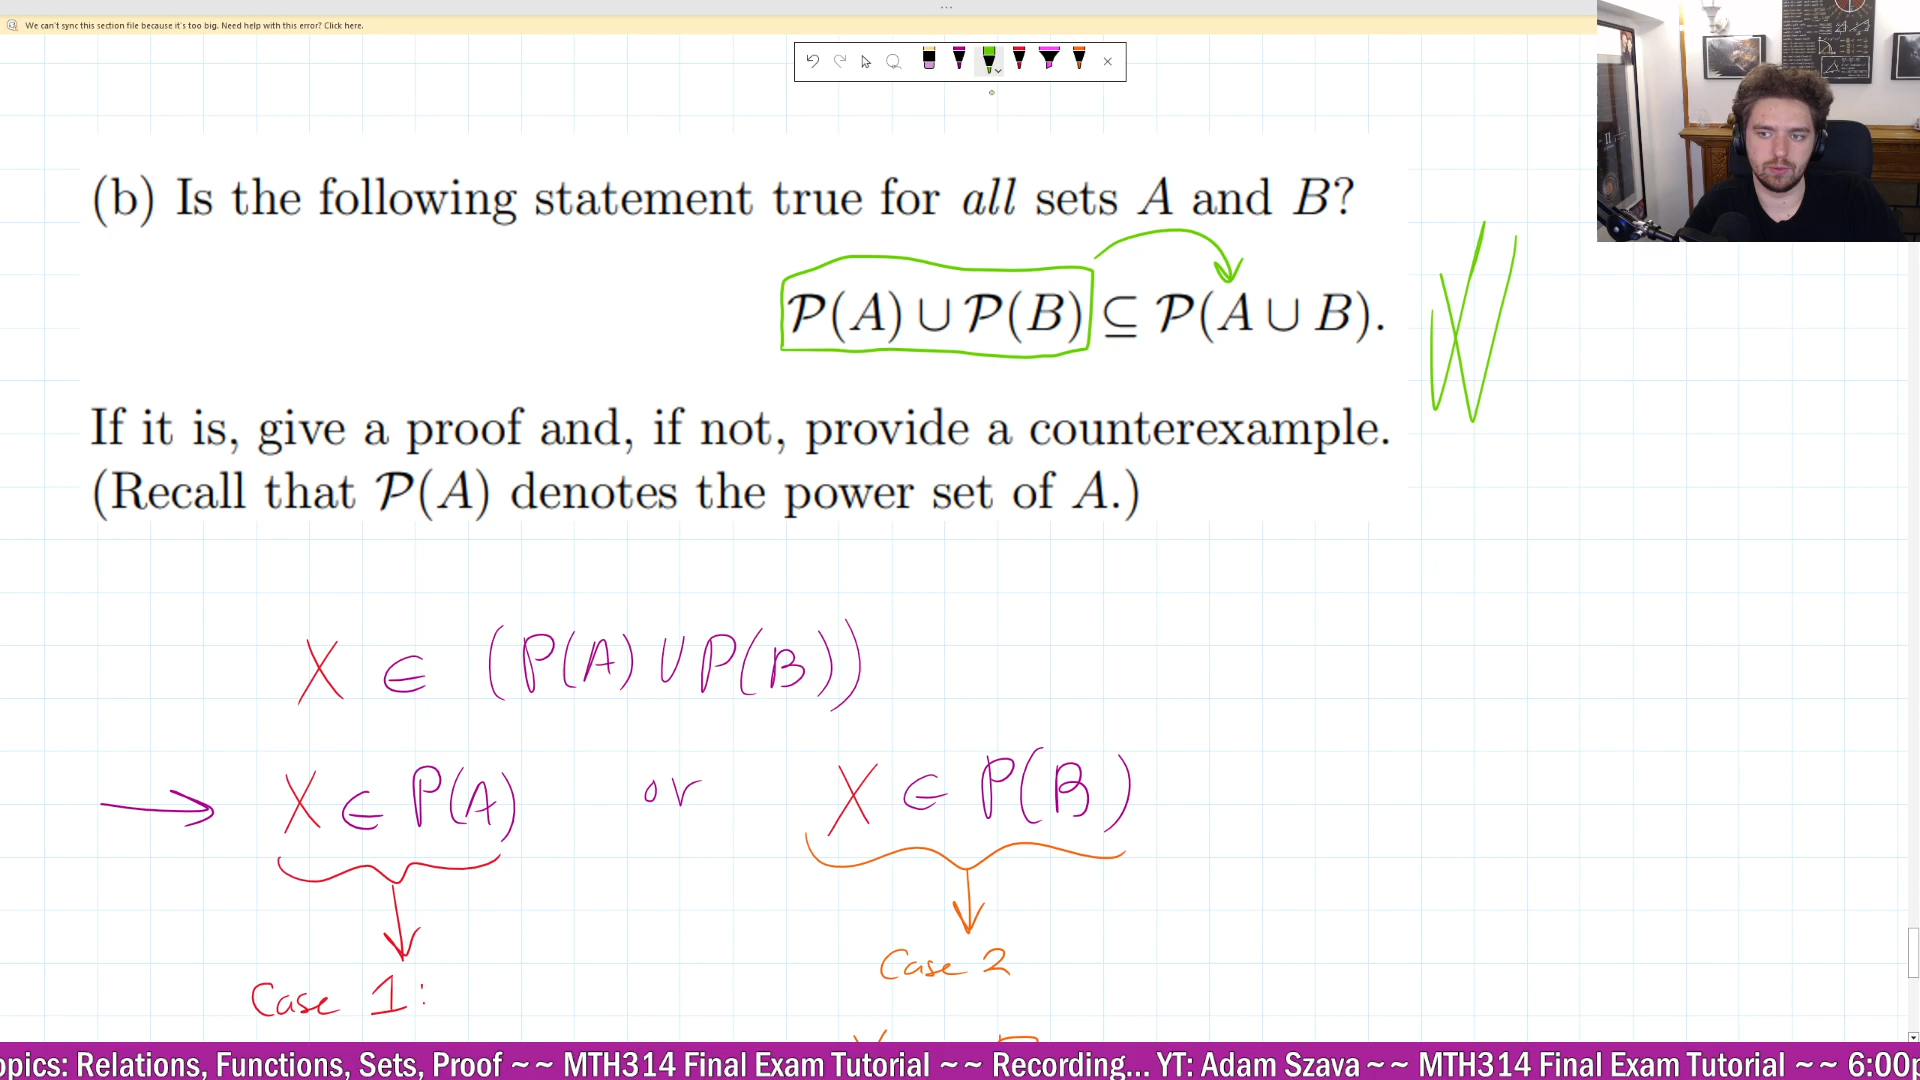 We can't sync this section file because it's too big. Need help with this error? Click here.
(b) Is the following statement true for all sets A and B?
𝒫(A) ∪ 𝒫(B) ⊆ 𝒫(A ∪ B).
If it is, give a proof and, if not, provide a counterexample.
(Recall that 𝒫(A) denotes the power set of A.)
X ∈ (P(A) ∪ P(B))
→ X ∈ P(A) or X ∈ P(B)
Case 2
Case 1:
opics: Relations, Functions, Sets, Proof ~~ MTH314 Final Exam Tutorial ~~ Recording... YT: Adam Szava ~~ MTH314 Final Exam Tutorial ~~ 6:00p